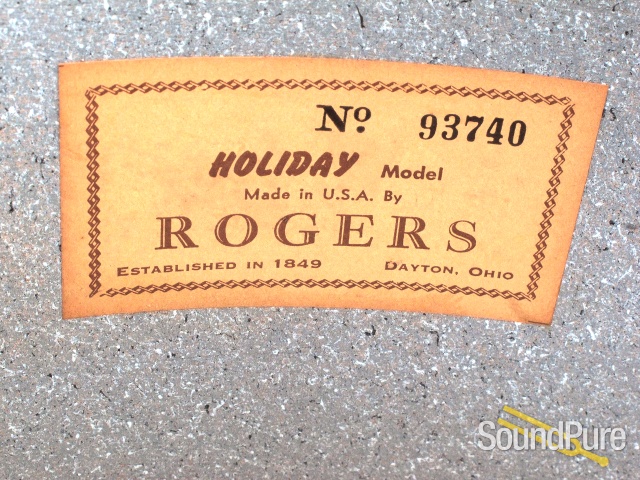 Nº 93740
HOLIDAY Model
Made in U.S.A. By
ROGERS
ESTABLISHED IN 1849 DAYTON, OHIO
SoundPure